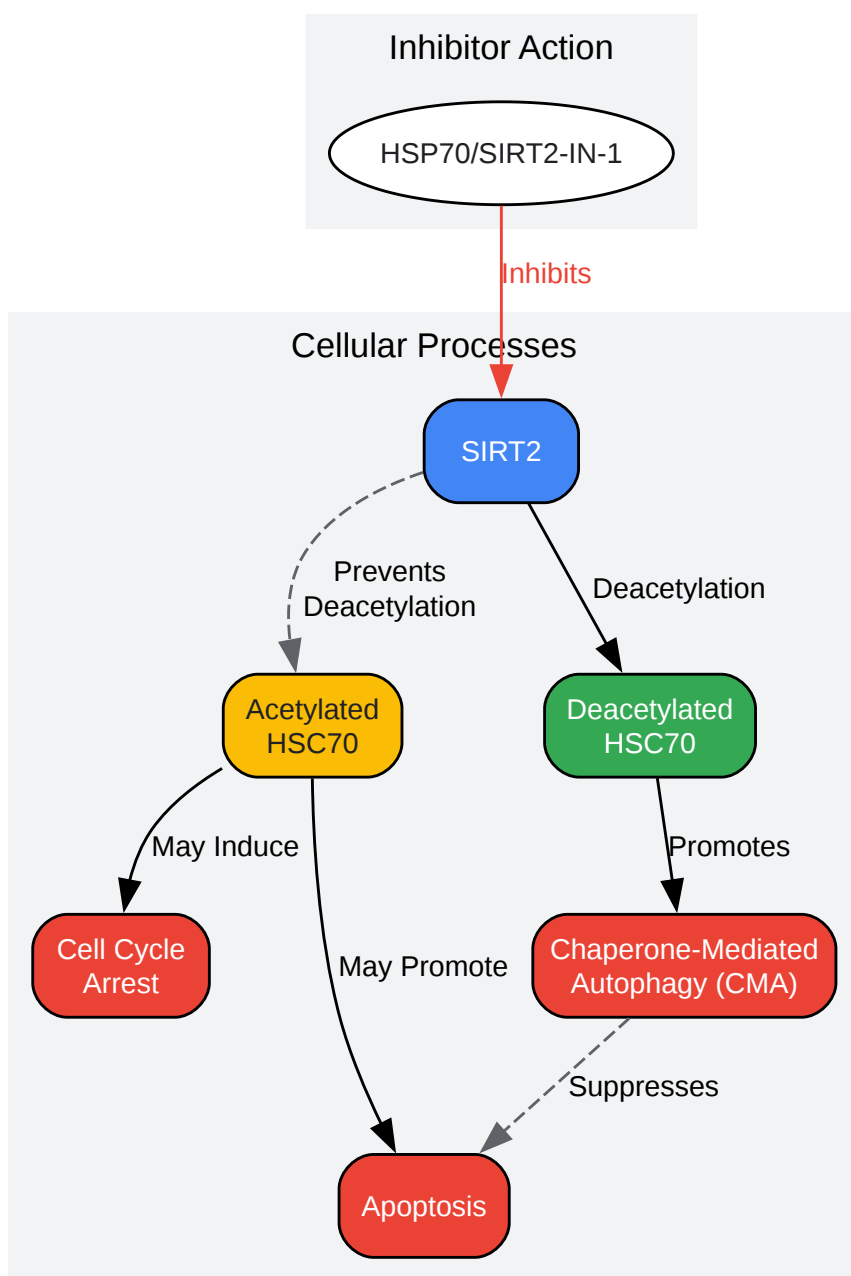 Inhibitor Action
HSP70/SIRT2-IN-1
Inhibits
Cellular Processes
SIRT2
Prevents
Deacetylation
Deacetylation
Acetylated
HSC70
Deacetylated
HSC70
May Induce
Promotes
Cell Cycle
Arrest
May Promote
Chaperone-Mediated
Autophagy (CMA)
Suppresses
Apoptosis